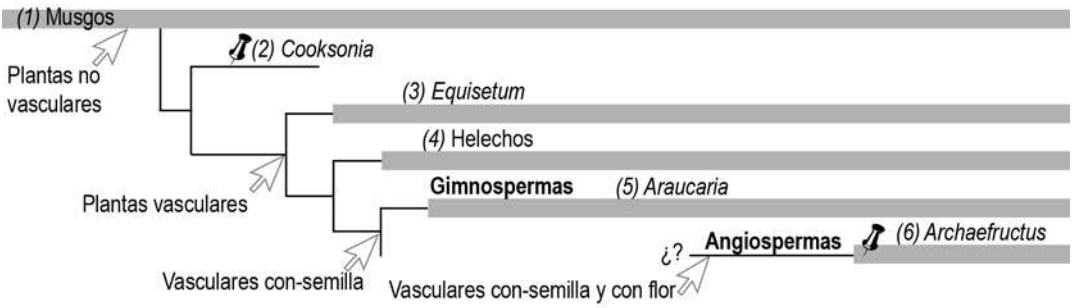 (1) Musgos
(2) Cooksonia
Plantas no
vasculares
(3) Equisetum
(4) Helechos
Gimnospermas (5) Araucaria
Plantas vasculares
¿? Angiospermas (6) Archaefructus
Vasculares con-semilla
Vasculares con-semilla y con flor